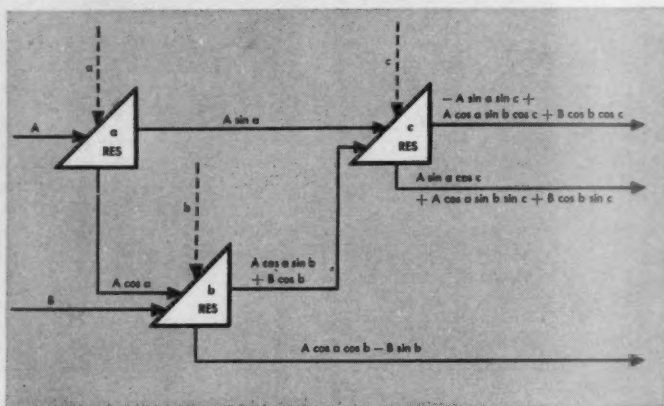 a
c
A
A sin a
a
RES
c
RES
– A sin a sin c +
A cos a sin b cos c + B cos b cos c
A sin a cos c
+ A cos a sin b sin c + B cos b sin c
b
A cos a
B
b
RES
A cos a sin b
+ B cos b
A cos a cos b – B sin b